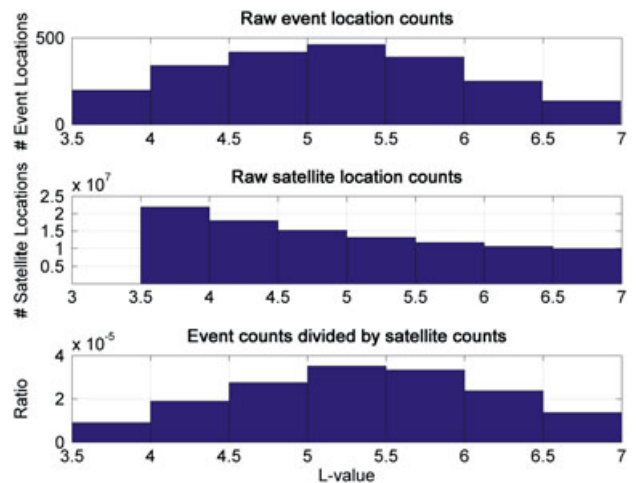 Raw event location counts
# Event Locations
500
0
3.5 4 4.5 5 5.5 6 6.5 7
Raw satellite location counts
x 10^7
# Satellite Locations
2.5
2
1.5
1
0.5
3 3.5 4 4.5 5 5.5 6 6.5 7
Event counts divided by satellite counts
x 10^-5
Ratio
4
2
0
3.5 4 4.5 5 5.5 6 6.5 7
L-value